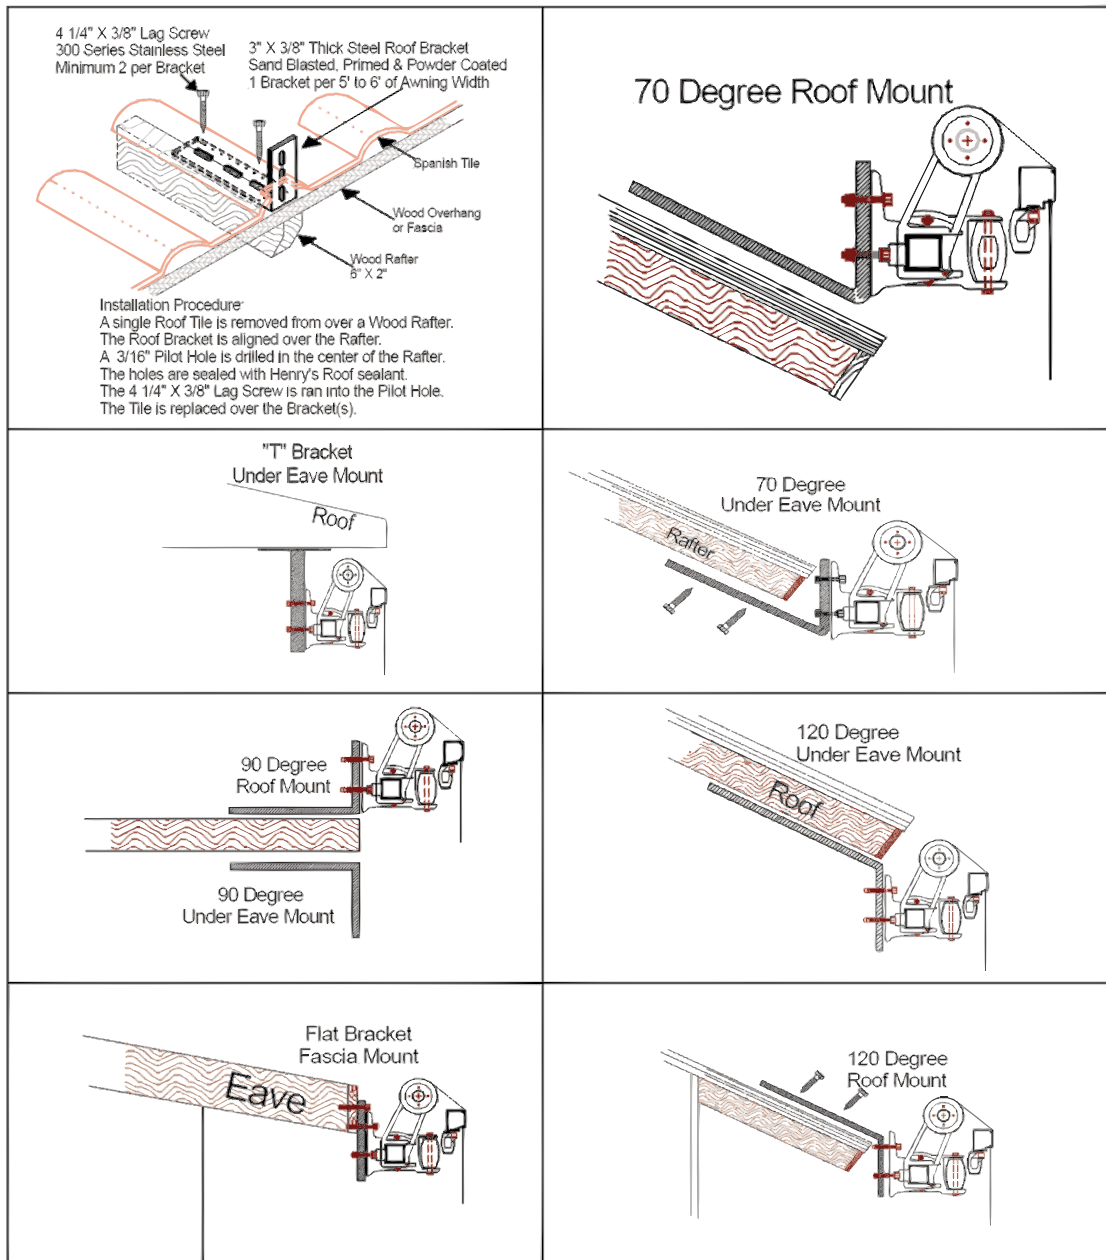 4 1/4" X 3/8" Lag Screw
300 Series Stainless Steel
Minimum 2 per Bracket
3" X 3/8" Thick Steel Roof Bracket
Sand Blasted, Primed & Powder Coated
1 Bracket per 5' to 6' of Awning Width
Spanish Tile
Wood Overhang
or Fascia
Wood Rafter
6" X 2"
Installation Procedure
A single Roof Tile is removed from over a Wood Rafter.
The Roof Bracket is aligned over the Rafter.
A 3/16" Pilot Hole is drilled in the center of the Rafter.
The holes are sealed with Henry's Roof sealant.
The 4 1/4" X 3/8" Lag Screw is ran into the Pilot Hole.
The Tile is replaced over the Bracket(s).
70 Degree Roof Mount
"T" Bracket
Under Eave Mount
Roof
70 Degree
Under Eave Mount
Rafter
90 Degree
Roof Mount
90 Degree
Under Eave Mount
120 Degree
Under Eave Mount
Roof
Flat Bracket
Fascia Mount
Eave
120 Degree
Roof Mount